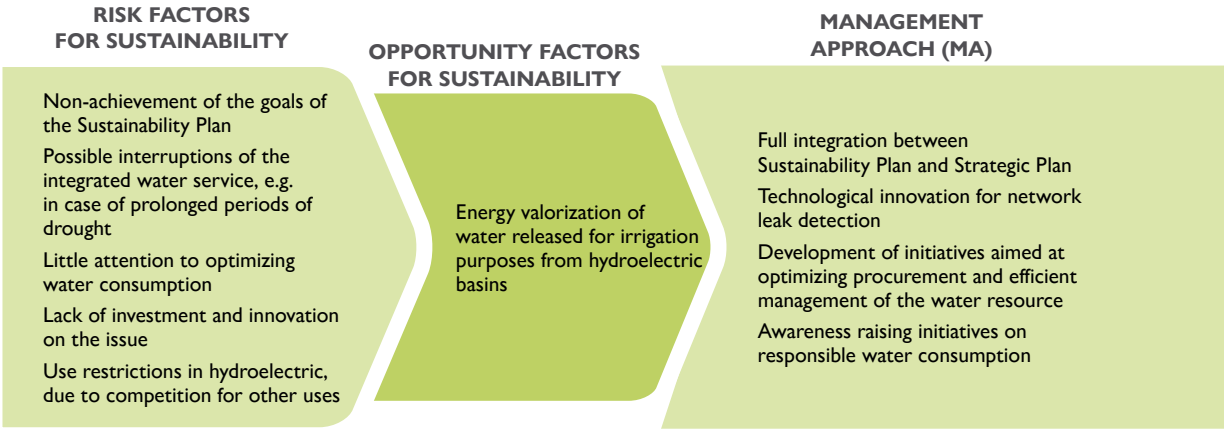 RISK FACTORS
FOR SUSTAINABILITY
Non-achievement of the goals of
the Sustainability Plan
Possible interruptions of the
integrated water service, e.g.
in case of prolonged periods of
drought
Little attention to optimizing
water consumption
Lack of investment and innovation
on the issue
Use restrictions in hydroelectric,
due to competition for other uses
OPPORTUNITY FACTORS
FOR SUSTAINABILITY
Energy valorization of
water released for irrigation
purposes from hydroelectric
basins
MANAGEMENT
APPROACH (MA)
Full integration between
Sustainability Plan and Strategic Plan
Technological innovation for network
leak detection
Development of initiatives aimed at
optimizing procurement and efficient
management of the water resource
Awareness raising initiatives on
responsible water consumption